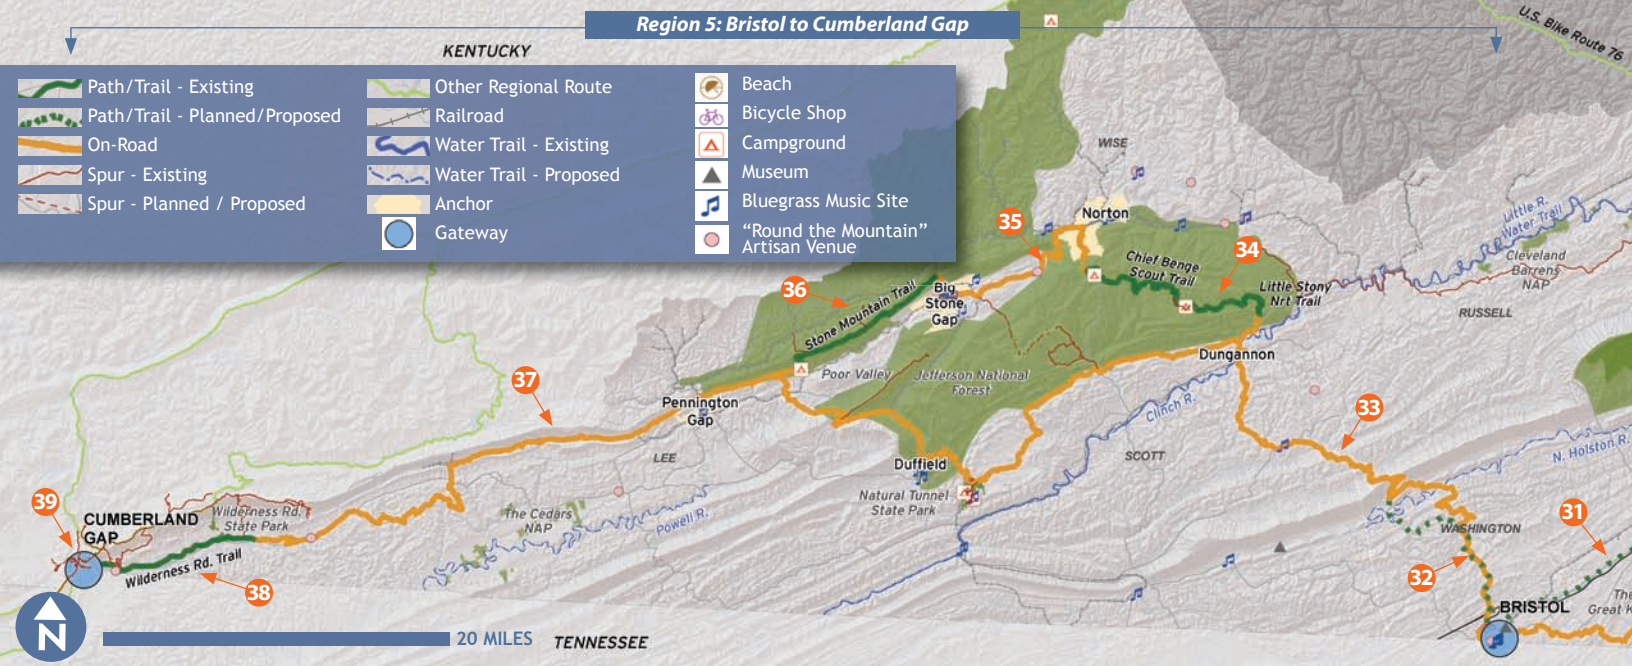 Region 5: Bristol to Cumberland Gap
U.S. Bike Route 76
KENTUCKY
Path/Trail - Existing
Path/Trail - Planned/Proposed
On-Road
Spur - Existing
Spur - Planned / Proposed
Other Regional Route
Railroad
Water Trail - Existing
Water Trail - Proposed
Anchor
Gateway
Beach
Bicycle Shop
Campground
Museum
Bluegrass Music Site
“Round the Mountain”
Artisan Venue
WISE
Norton
35
34
Chief Benge
Scout Trail
Little Stony
Nrt Trail
Little R.
Water Trail
Cleveland
Barrens
NAP
RUSSELL
36
Stone Mountain Trail
Big
Stone
Gap
Dungannon
Poor Valley
Jefferson National
Forest
37
Pennington
Gap
Clinch R.
33
LEE
Duffield
SCOTT
N. Holston R.
Natural Tunnel
State Park
39
CUMBERLAND
GAP
Wilderness Rd.
State Park
The Cedars
NAP
Powell R.
WASHINGTON
31
Wilderness Rd. Trail
38
32
BRISTOL
The
Great K
N
20 MILES
TENNESSEE